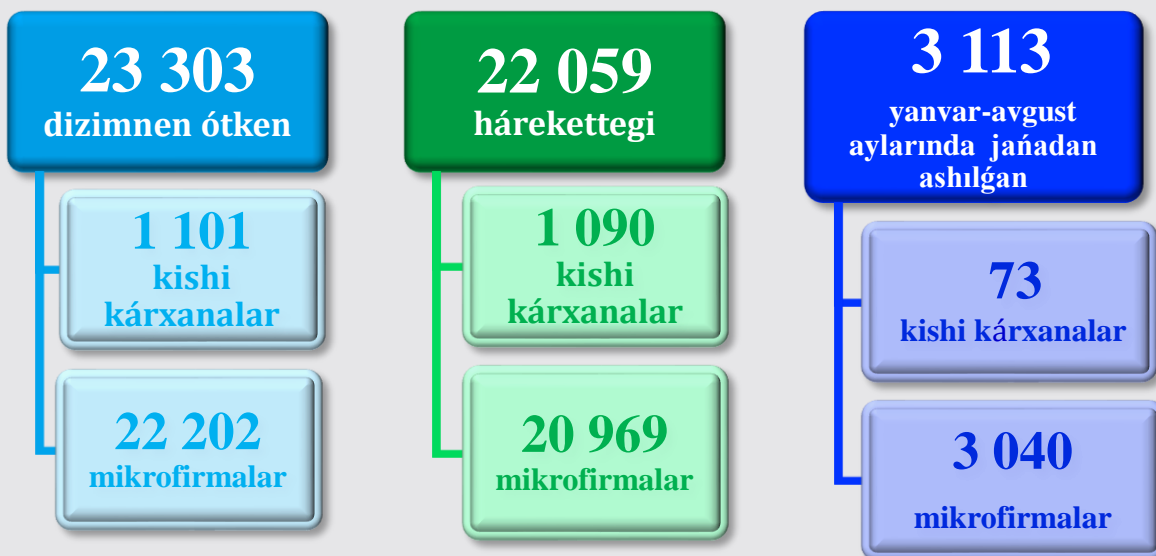 23 303
dizimnen ótken
1 101
kishi
kárxanalar
22 202
mikrofirmalar
22 059
hárekettegi
1 090
kishi
kárxanalar
20 969
mikrofirmalar
3 113
yanvar-avgust
aylarında jańadan
ashılǵan
73
kishi kárxanalar
3 040
mikrofirmalar